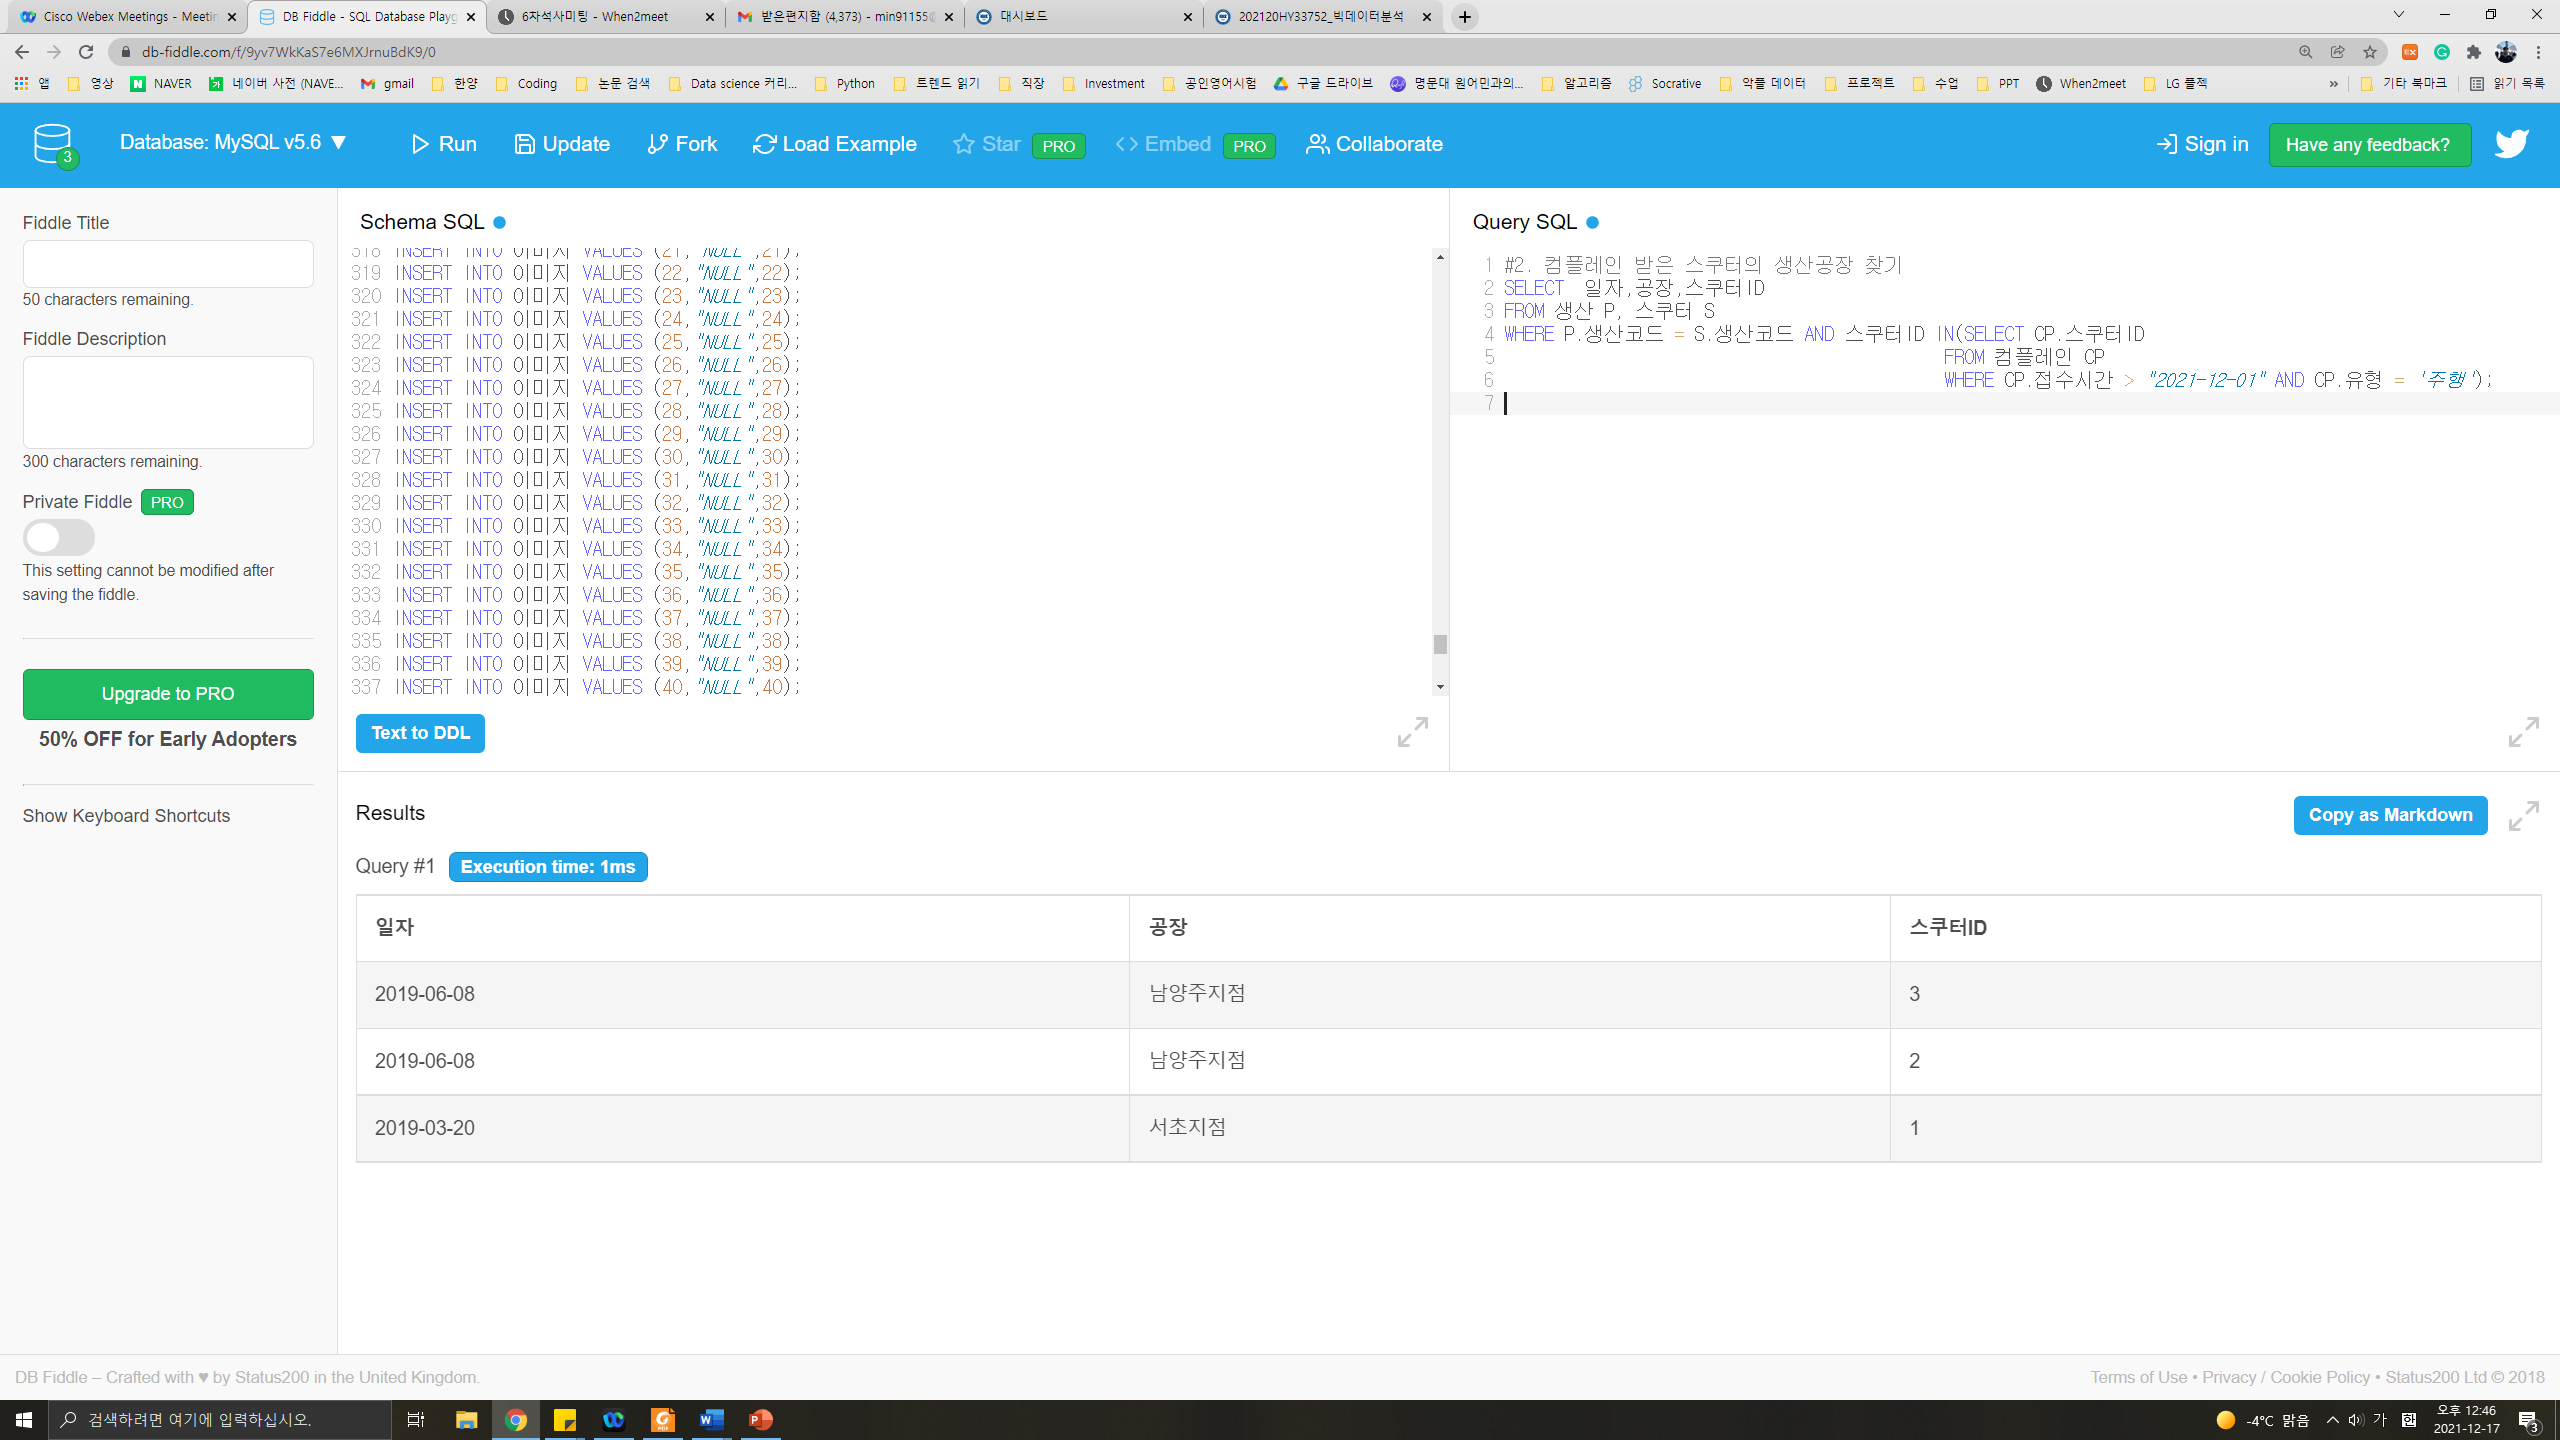 Cisco Webex Meetings - Meetin
DB Fiddle - SQL Database Playg
6차석사미팅 - When2meet
받은편지함 (4,373) - min91155@
대시보드
202120HY33752_빅데이터분석
db-fiddle.com/f/9yv7WkKaS7e6MXJrnuBdK9/0
앱 영상 NAVER 네이버 사전 (NAVE... gmail 한양 Coding 논문 검색 Data science 커리... Python 트렌드 읽기 직장 Investment 공인영어시험 구글 드라이브 명문대 원어민과의... 알고리즘 Socrative 악플 데이터 프로젝트 수업 PPT When2meet LG 플젝 » 기타 북마크 읽기 목록
3
Database: MySQL v5.6 ▼
Run
Update
Fork
Load Example
Star PRO
Embed PRO
Collaborate
Sign in
Have any feedback?
Fiddle Title
50 characters remaining.
Fiddle Description
300 characters remaining.
Private Fiddle PRO
This setting cannot be modified after
saving the fiddle.
Upgrade to PRO
50% OFF for Early Adopters
Show Keyboard Shortcuts
Schema SQL
318 INSERT INTO 이미지 VALUES (21,"NULL",21);
319 INSERT INTO 이미지 VALUES (22,"NULL",22);
320 INSERT INTO 이미지 VALUES (23,"NULL",23);
321 INSERT INTO 이미지 VALUES (24,"NULL",24);
322 INSERT INTO 이미지 VALUES (25,"NULL",25);
323 INSERT INTO 이미지 VALUES (26,"NULL",26);
324 INSERT INTO 이미지 VALUES (27,"NULL",27);
325 INSERT INTO 이미지 VALUES (28,"NULL",28);
326 INSERT INTO 이미지 VALUES (29,"NULL",29);
327 INSERT INTO 이미지 VALUES (30,"NULL",30);
328 INSERT INTO 이미지 VALUES (31,"NULL",31);
329 INSERT INTO 이미지 VALUES (32,"NULL",32);
330 INSERT INTO 이미지 VALUES (33,"NULL",33);
331 INSERT INTO 이미지 VALUES (34,"NULL",34);
332 INSERT INTO 이미지 VALUES (35,"NULL",35);
333 INSERT INTO 이미지 VALUES (36,"NULL",36);
334 INSERT INTO 이미지 VALUES (37,"NULL",37);
335 INSERT INTO 이미지 VALUES (38,"NULL",38);
336 INSERT INTO 이미지 VALUES (39,"NULL",39);
337 INSERT INTO 이미지 VALUES (40,"NULL",40);
Text to DDL
Query SQL
1 #2. 컴플레인 받은 스쿠터의 생산공장 찾기
2 SELECT 일자,공장,스쿠터ID
3 FROM 생산 P, 스쿠터 S
4 WHERE P.생산코드 = S.생산코드 AND 스쿠터ID IN(SELECT CP.스쿠터ID
5 FROM 컴플레인 CP
6 WHERE CP.접수시간 > "2021-12-01" AND CP.유형 = '주행');
7
Results
Copy as Markdown
Query #1 Execution time: 1ms
일자 공장 스쿠터ID
2019-06-08 남양주지점 3
2019-06-08 남양주지점 2
2019-03-20 서초지점 1
DB Fiddle – Crafted with ♥ by Status200 in the United Kingdom.
Terms of Use • Privacy / Cookie Policy • Status200 Ltd © 2018
검색하려면 여기에 입력하십시오.
-4°C 맑음
가
오후 12:46
2021-12-17
3